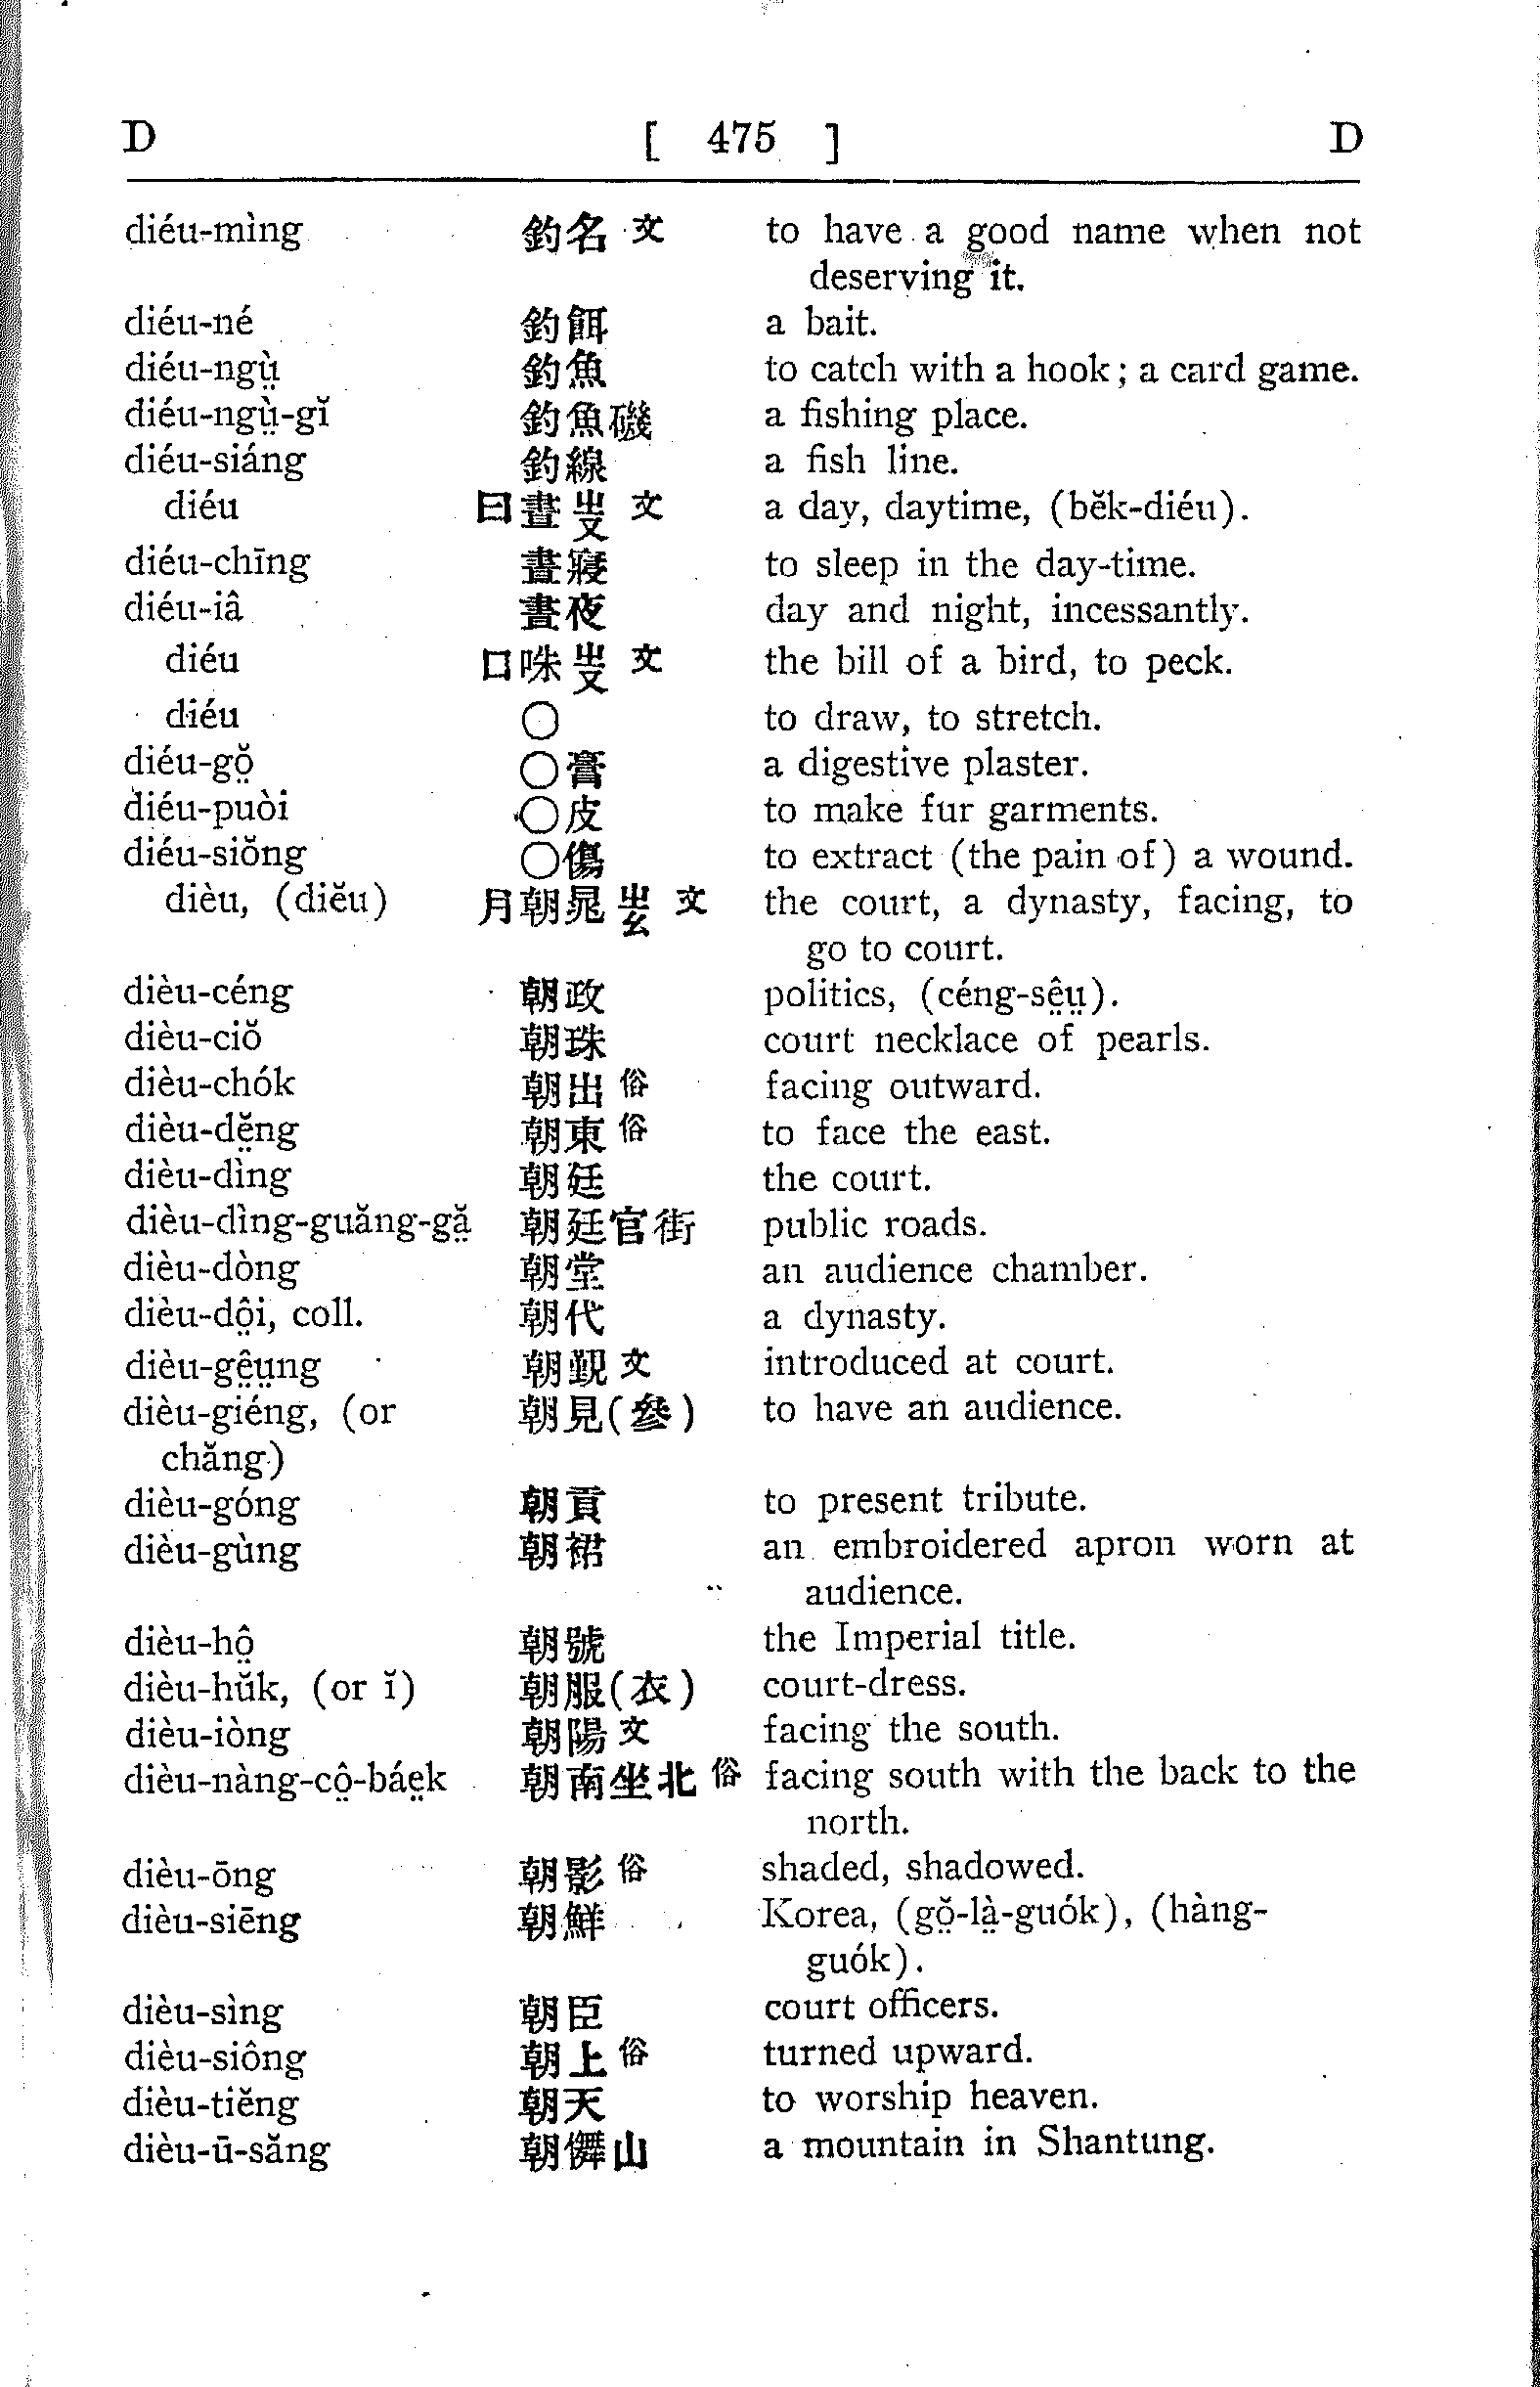 D [ 475 ] D
diéu-mìng 釣名 文 to have a good name when not
deserving it.
diéu-né 釣餌 a bait.
diéu-ngṳ̀ 釣魚 to catch with a hook; a card game.
diéu-ngṳ̀-gĭ 釣魚磯 a fishing place.
diéu-siáng 釣線 a fish line.
diéu 日晝ㄓㄡ 文 a day, daytime, (bĕk-diéu).
diéu-chīng 晝寢 to sleep in the day-time.
diéu-iâ 晝夜 day and night, incessantly.
diéu 口咮ㄓㄡ 文 the bill of a bird, to peck.
diéu ○ to draw, to stretch.
diéu-gŏ̤ ○膏 a digestive plaster.
diéu-puòi ○皮 to make fur garments.
diéu-siŏng ○傷 to extract (the pain of) a wound.
dièu, (diĕu) 月朝晁ㄓㄠ 文 the court, a dynasty, facing, to
go to court.
dièu-céng 朝政 politics, (céng-sê̤ṳ).
dièu-ciŏ 朝珠 court necklace of pearls.
dièu-chók 朝出 俗 facing outward.
dièu-dĕ̤ng 朝東 俗 to face the east.
dièu-dìng 朝廷 the court.
dièu-dìng-guăng-gă̤ 朝廷官街 public roads.
dièu-dòng 朝堂 an audience chamber.
dièu-dô̤i, coll. 朝代 a dynasty.
dièu-gê̤ṳng 朝覲 文 introduced at court.
dièu-giéng, (or 朝見(參) to have an audience.
chăng)
dièu-góng 朝貢 to present tribute.
dièu-gùng 朝裙 an embroidered apron worn at
audience.
dièu-hô̤ 朝號 the Imperial title.
dièu-hŭk, (or ĭ) 朝服(衣) court-dress.
dièu-iòng 朝陽 文 facing the south.
dièu-nàng-cô̤-báe̤k 朝南坐北 俗 facing south with the back to the
north.
dièu-ōng 朝影 俗 shaded, shadowed.
dièu-siēng 朝鮮 Korea, (gŏ̤-là̤-guók), (hàng-
guók).
dièu-sìng 朝臣 court officers.
dièu-siông 朝上 俗 turned upward.
dièu-tiĕng 朝天 to worship heaven.
dièu-ū-săng 朝儛山 a mountain in Shantung.